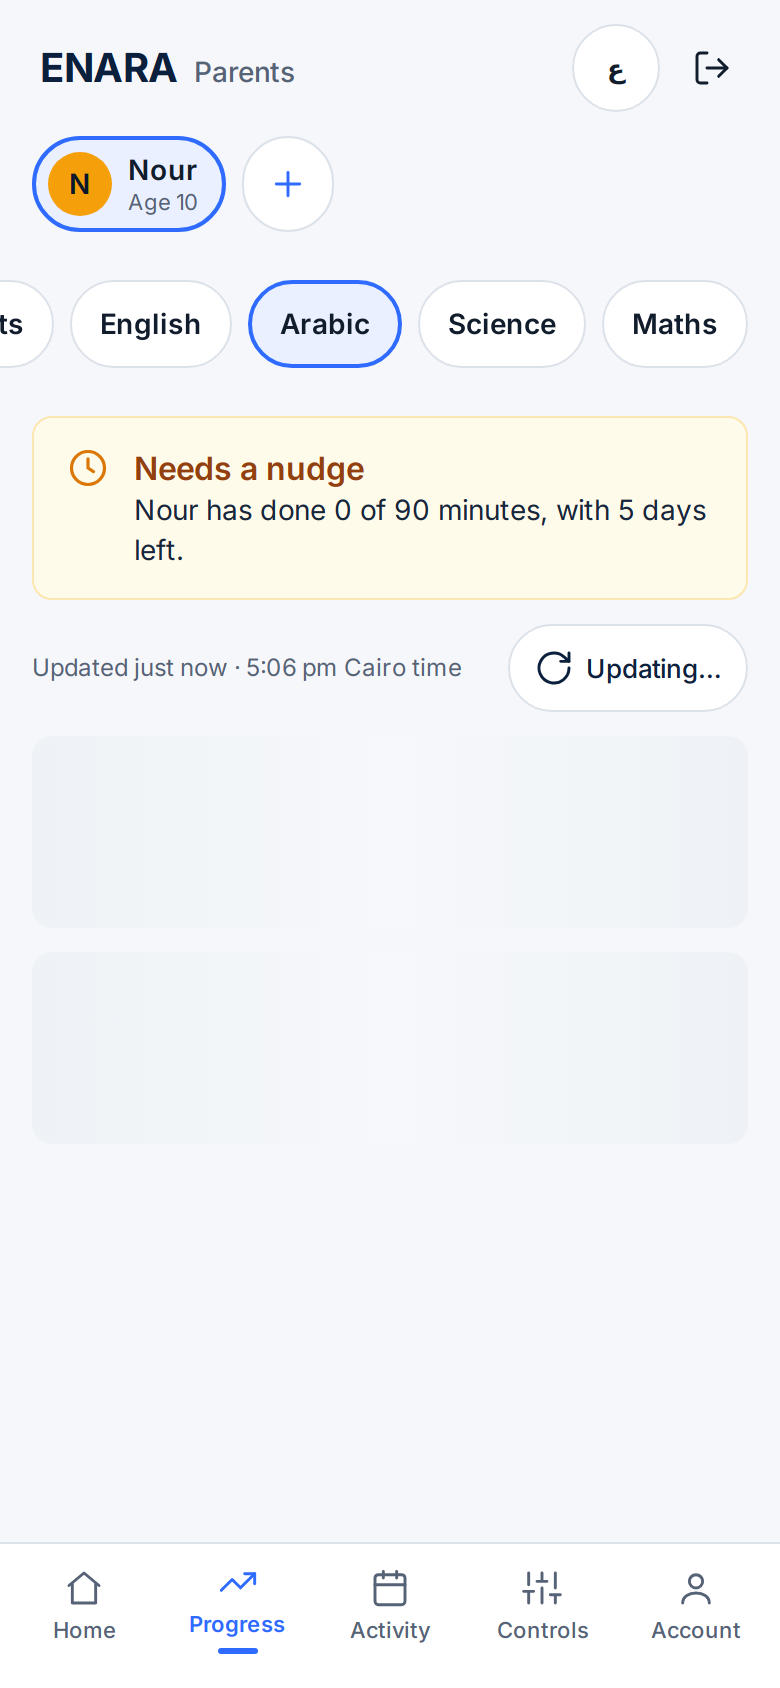 ENARA Parents
ع
N
Nour
Age 10
ts
English
Arabic
Science
Maths
Needs a nudge
Nour has done 0 of 90 minutes, with 5 days
left.
Updated just now · 5:06 pm Cairo time
Updating...
Home
Progress
Activity
Controls
Account